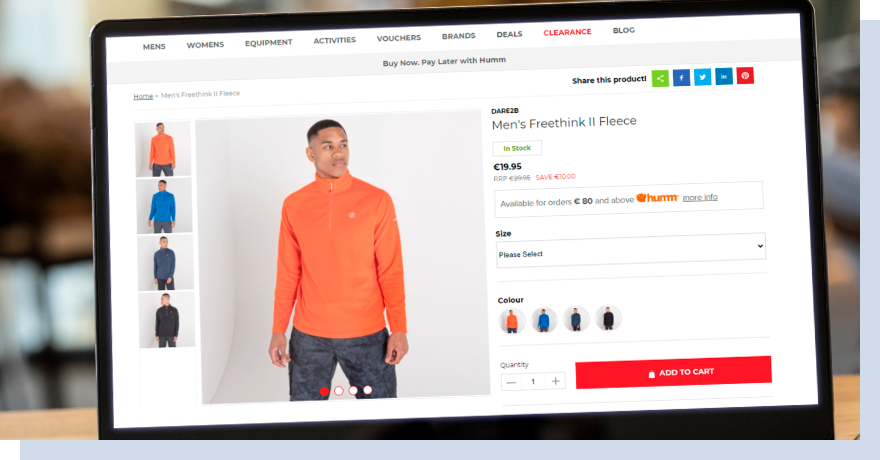 MENS WOMENS EQUIPMENT ACTIVITIES VOUCHERS BRANDS DEALS CLEARANCE BLOG
Buy Now. Pay Later with Humm
Home > Men's Freethink II Fleece
Share this product!
DARE2B
Men's Freethink II Fleece
In Stock
€19.95
RRP €29.95 SAVE €10.00
Available for orders € 80 and above humm more info
Size
Please Select
Colour
Quantity
— 1 +
ADD TO CART